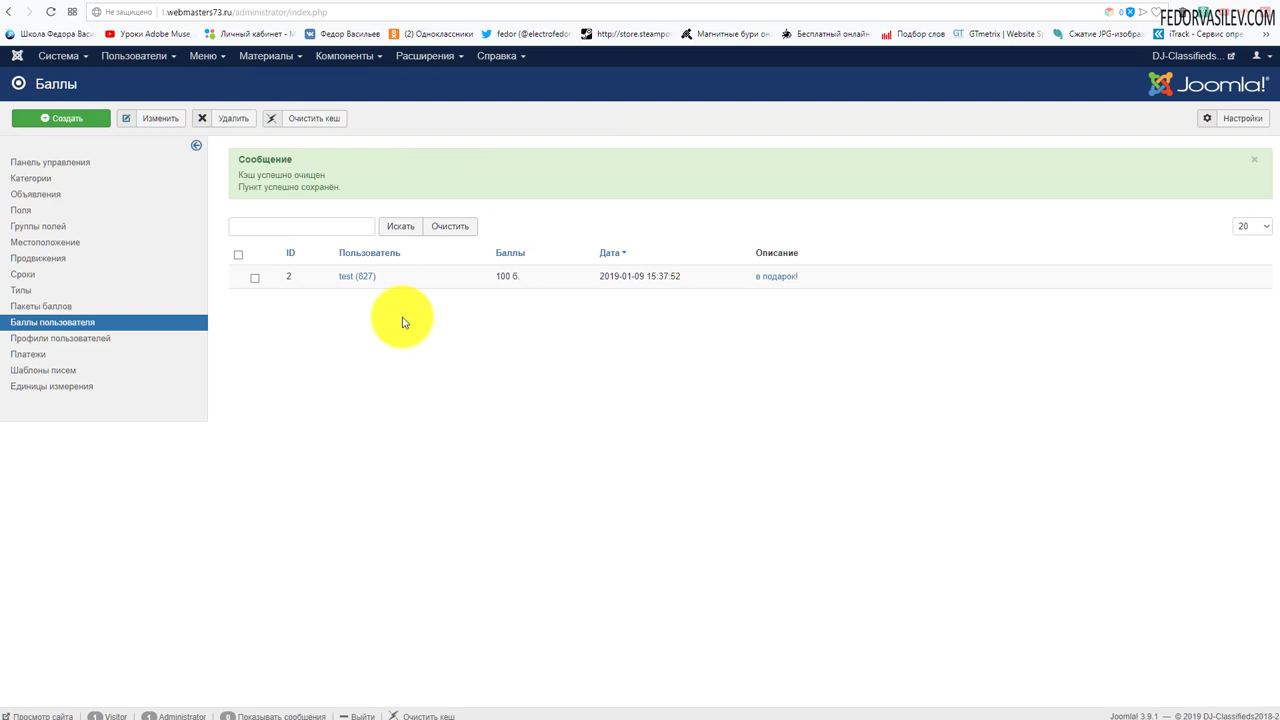 Не защищено
1.webmasters73.ru/administrator/index.php
0
FEDORVASILEV.COM
Школа Федора Васи
Уроки Adobe Muse,
Личный кабинет - М
Федор Васильев
(2) Одноклассники
fedor (@electrofedor
http://store.steampo
Магнитные бури он
Бесплатный онлайн
Подбор слов
GTmetrix | Website S
Сжатие JPG-изобра
iTrack - Сервис опре
Система
Пользователи
Меню
Материалы
Компоненты
Расширения
Справка
DJ-Classifieds...
Баллы
Joomla!®
Создать
Изменить
Удалить
Очистить кеш
Настройки
Панель управления
Категории
Объявления
Поля
Группы полей
Местоположение
Продвижения
Сроки
Типы
Пакеты баллов
Баллы пользователя
Профили пользователей
Платежи
Шаблоны писем
Единицы измерения
Сообщение
Кэш успешно очищен
Пункт успешно сохранён.
Искать
Очистить
20
ID
Пользователь
Баллы
Дата
Описание
2
test (827)
100 б.
2019-01-09 15:37:52
в подарок!
Просмотр сайта
1 Visitor
1 Administrator
0 Показывать сообщения
Выйти
Очистить кеш
Joomla! 3.9.1 — © 2019 DJ-Classifieds2018-2